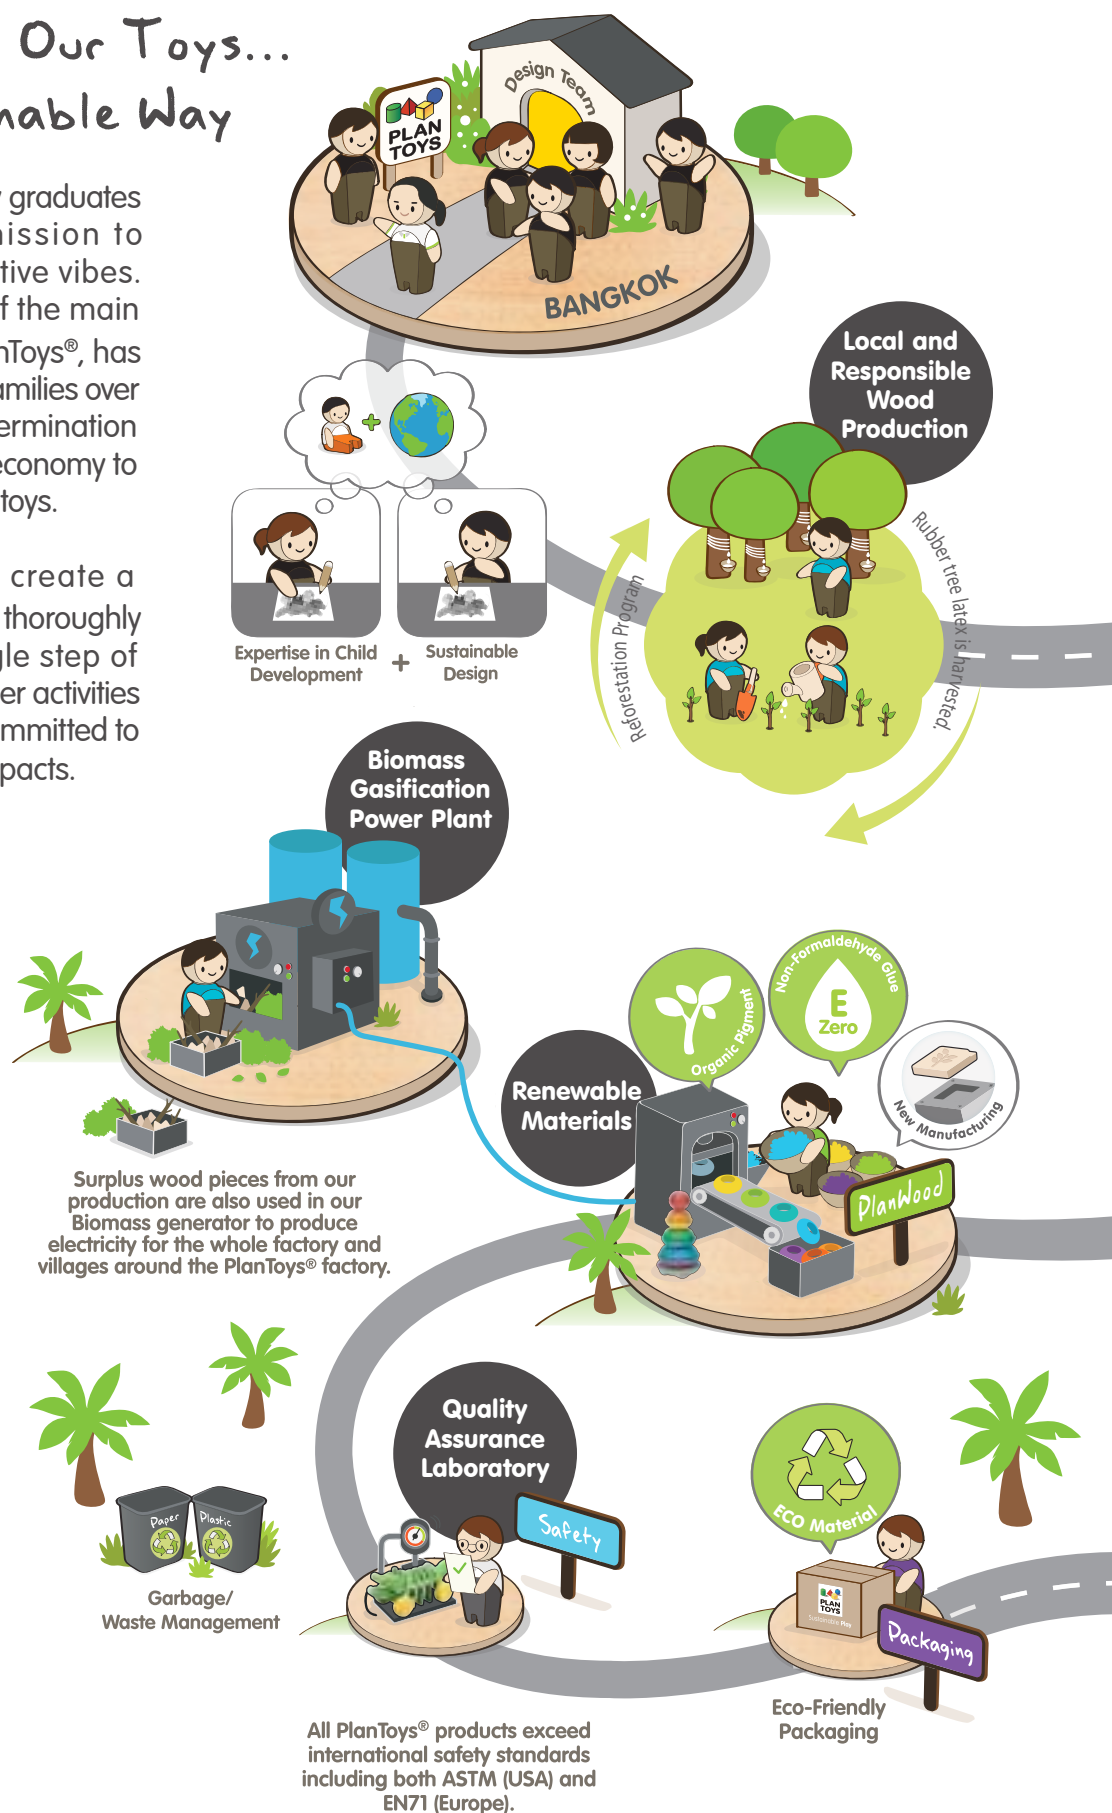 Our Toys...
nable Way
graduates
nission to
tive vibes.
f the main
nToys®, has
amilies over
ermination
economy to
toys.
create a
thoroughly
gle step of
er activities
mmitted to
pacts.
Design Team
PLAN
TOYS
BANGKOK
Local and
Responsible
Wood
Production
Reforestation Program
Rubber tree latex is harvested.
Expertise in Child
Development
+
Sustainable
Design
Biomass
Gasification
Power Plant
Surplus wood pieces from our
production are also used in our
Biomass generator to produce
electricity for the whole factory and
villages around the PlanToys® factory.
Renewable
Materials
Organic Pigment
Non-Formaldehyde Glue
E
Zero
New Manufacturing
PlanWood
Quality
Assurance
Laboratory
Safety
Paper
Plastic
Garbage/
Waste Management
All PlanToys® products exceed
international safety standards
including both ASTM (USA) and
EN71 (Europe).
ECO Material
PLAN
TOYS
Sustainable Play
Packaging
Eco-Friendly
Packaging